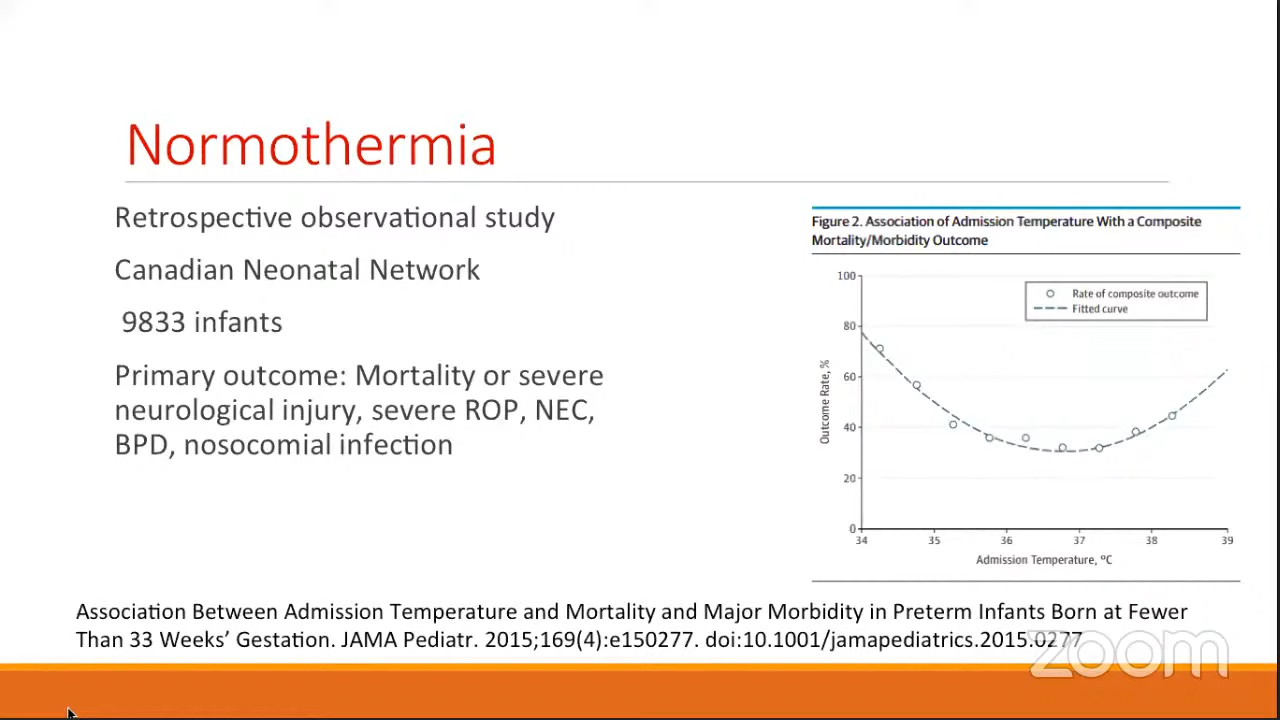 Normothermia
Retrospective observational study
Canadian Neonatal Network
9833 infants
Primary outcome: Mortality or severe
neurological injury, severe ROP, NEC,
BPD, nosocomial infection
Figure 2. Association of Admission Temperature With a Composite
Mortality/Morbidity Outcome
100
80
60
40
20
0
Outcome Rate, %
Rate of composite outcome
Fitted curve
34 35 36 37 38 39
Admission Temperature, °C
Association Between Admission Temperature and Mortality and Major Morbidity in Preterm Infants Born at Fewer
Than 33 Weeks’ Gestation. JAMA Pediatr. 2015;169(4):e150277. doi:10.1001/jamapediatrics.2015.0277
zoom